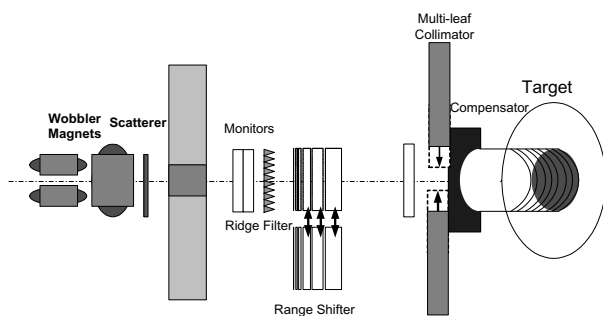 Multi-leaf
Collimator
Target
Compensator
Wobbler
Magnets
Scatterer
Monitors
Ridge Filter
Range Shifter